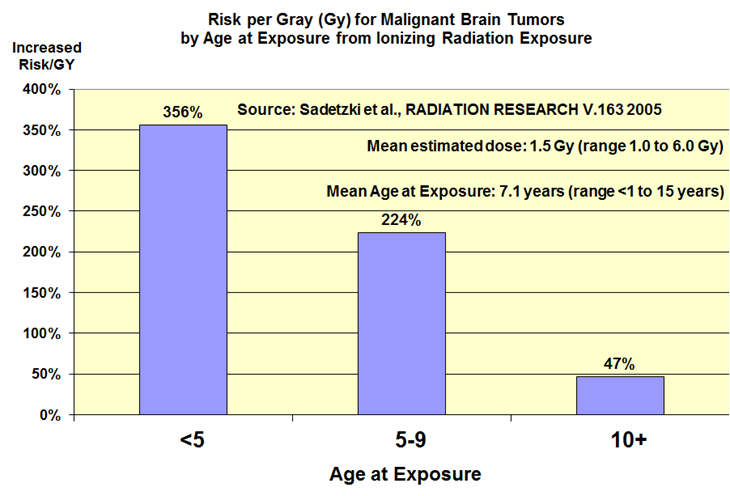 Risk per Gray (Gy) for Malignant Brain Tumors
by Age at Exposure from Ionizing Radiation Exposure
Increased
Risk/GY
400%
350%
300%
250%
200%
150%
100%
50%
0%
356%
Source: Sadetzki et al., RADIATION RESEARCH V.163 2005
Mean estimated dose: 1.5 Gy (range 1.0 to 6.0 Gy)
Mean Age at Exposure: 7.1 years (range <1 to 15 years)
224%
47%
<5
5-9
10+
Age at Exposure